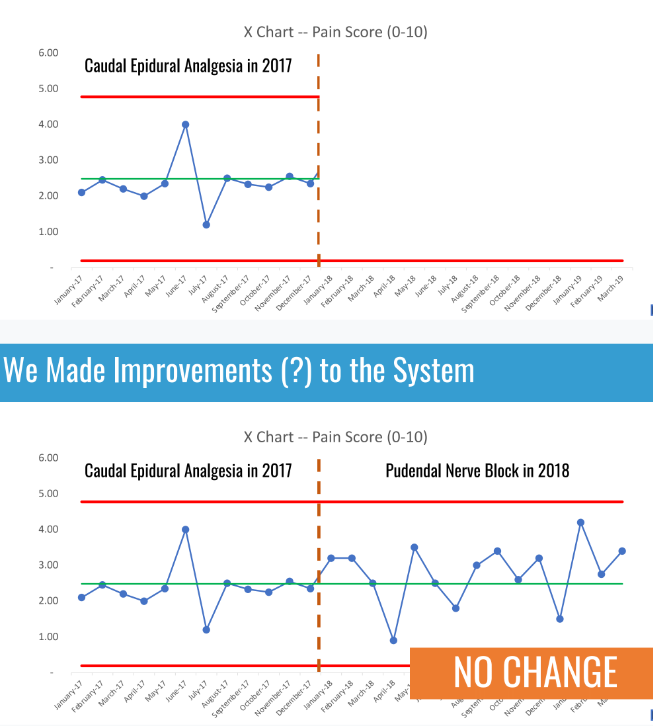 X Chart -- Pain Score (0-10)
6.00
Caudal Epidural Analgesia in 2017
5.00
4.00
3.00
2.00
1.00
-
January-17
February-17
March-17
April-17
May-17
June-17
July-17
August-17
September-17
October-17
November-17
December-17
January-18
February-18
March-18
April-18
May-18
June-18
July-18
August-18
September-18
October-18
November-18
December-18
January-19
February-19
March-19
We Made Improvements (?) to the System
X Chart -- Pain Score (0-10)
6.00
Caudal Epidural Analgesia in 2017
Pudendal Nerve Block in 2018
5.00
4.00
3.00
2.00
1.00
-
January-17
February-17
March-17
April-17
May-17
June-17
July-17
August-17
September-17
October-17
November-17
December-17
January-18
February-18
March-18
April-18
NO CHANGE